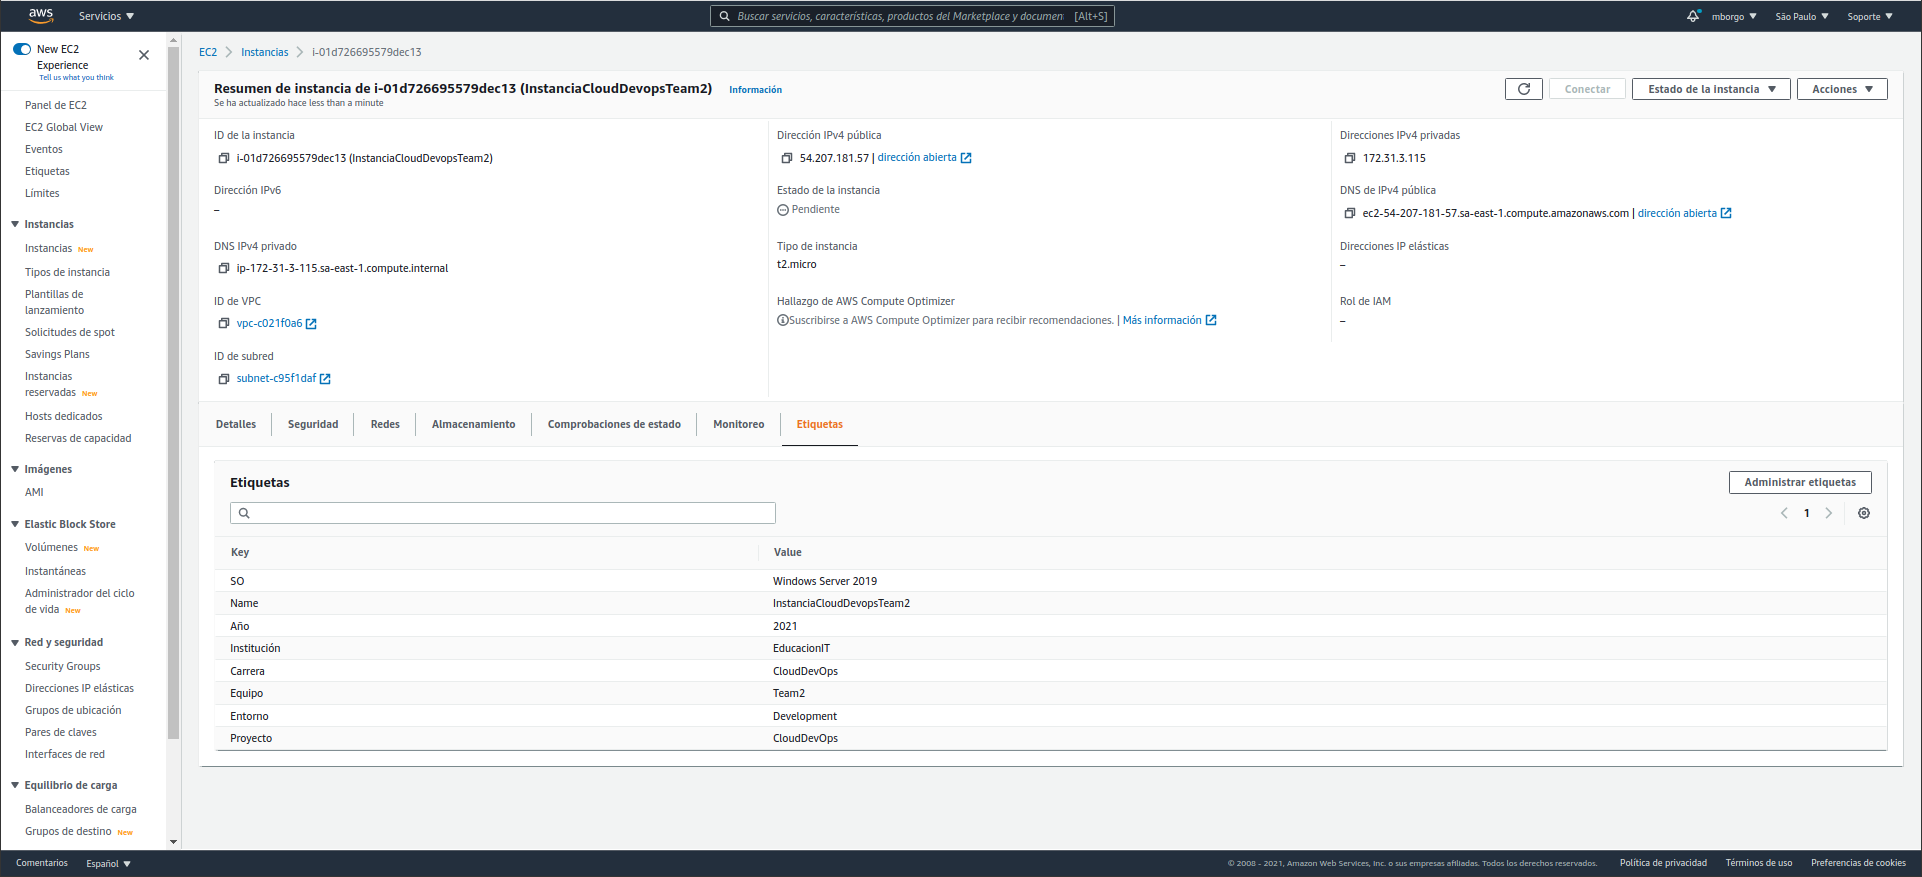 aws
Servicios
Buscar servicios, características, productos del Marketplace y documen [Alt+S]
mborgo
São Paulo
Soporte
New EC2
Experience
Tell us what you think
Panel de EC2
EC2 Global View
Eventos
Etiquetas
Límites
Instancias
Instancias New
Tipos de instancia
Plantillas de
lanzamiento
Solicitudes de spot
Savings Plans
Instancias
reservadas New
Hosts dedicados
Reservas de capacidad
Imágenes
AMI
Elastic Block Store
Volúmenes New
Instantáneas
Administrador del ciclo
de vida New
Red y seguridad
Security Groups
Direcciones IP elásticas
Grupos de ubicación
Pares de claves
Interfaces de red
Equilibrio de carga
Balanceadores de carga
Grupos de destino New
EC2 > Instancias > i-01d726695579dec13
Resumen de instancia de i-01d726695579dec13 (InstanciaCloudDevopsTeam2) Información
Se ha actualizado hace less than a minute
Conectar
Estado de la instancia
Acciones
ID de la instancia
i-01d726695579dec13 (InstanciaCloudDevopsTeam2)
Dirección IPv6
–
DNS IPv4 privado
ip-172-31-3-115.sa-east-1.compute.internal
ID de VPC
vpc-c021f0a6
ID de subred
subnet-c95f1daf
Dirección IPv4 pública
54.207.181.57 | dirección abierta
Estado de la instancia
Pendiente
Tipo de instancia
t2.micro
Hallazgo de AWS Compute Optimizer
Suscribirse a AWS Compute Optimizer para recibir recomendaciones. | Más información
Direcciones IPv4 privadas
172.31.3.115
DNS de IPv4 pública
ec2-54-207-181-57.sa-east-1.compute.amazonaws.com | dirección abierta
Direcciones IP elásticas
–
Rol de IAM
–
Detalles
Seguridad
Redes
Almacenamiento
Comprobaciones de estado
Monitoreo
Etiquetas
Etiquetas
Administrar etiquetas
1
Key Value
SO Windows Server 2019
Name InstanciaCloudDevopsTeam2
Año 2021
Institución EducacionIT
Carrera CloudDevOps
Equipo Team2
Entorno Development
Proyecto CloudDevOps
Comentarios
Español
© 2008 - 2021, Amazon Web Services, Inc. o sus empresas afiliadas. Todos los derechos reservados.
Política de privacidad
Términos de uso
Preferencias de cookies